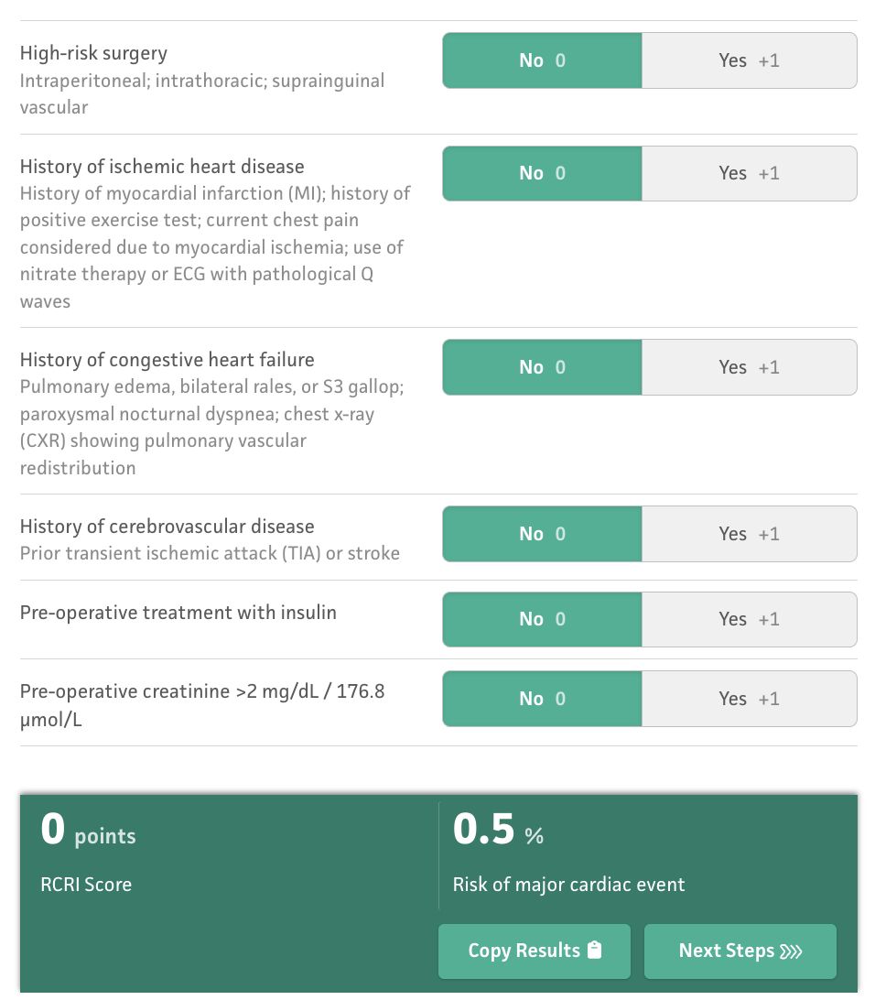 High-risk surgery
No 0 Yes +1
Intraperitoneal; intrathoracic; suprainguinal
vascular
History of ischemic heart disease
No 0 Yes +1
History of myocardial infarction (MI); history of
positive exercise test; current chest pain
considered due to myocardial ischemia; use of
nitrate therapy or ECG with pathological Q
waves
History of congestive heart failure
No 0 Yes +1
Pulmonary edema, bilateral rales, or S3 gallop;
paroxysmal nocturnal dyspnea; chest x-ray
(CXR) showing pulmonary vascular
redistribution
History of cerebrovascular disease
No 0 Yes +1
Prior transient ischemic attack (TIA) or stroke
Pre-operative treatment with insulin
No 0 Yes +1
Pre-operative creatinine >2 mg/dL / 176.8
µmol/L
No 0 Yes +1
0 points
RCRI Score
0.5 %
Risk of major cardiac event
Copy Results
Next Steps